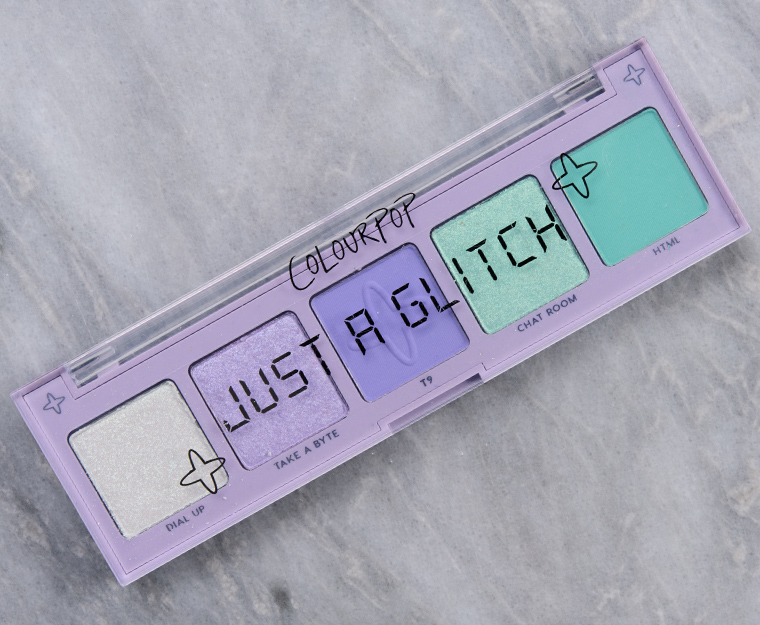 COLOURPOP
JUST A GLITCH
DIAL UP
TAKE A BYTE
T9
CHAT ROOM
HTML